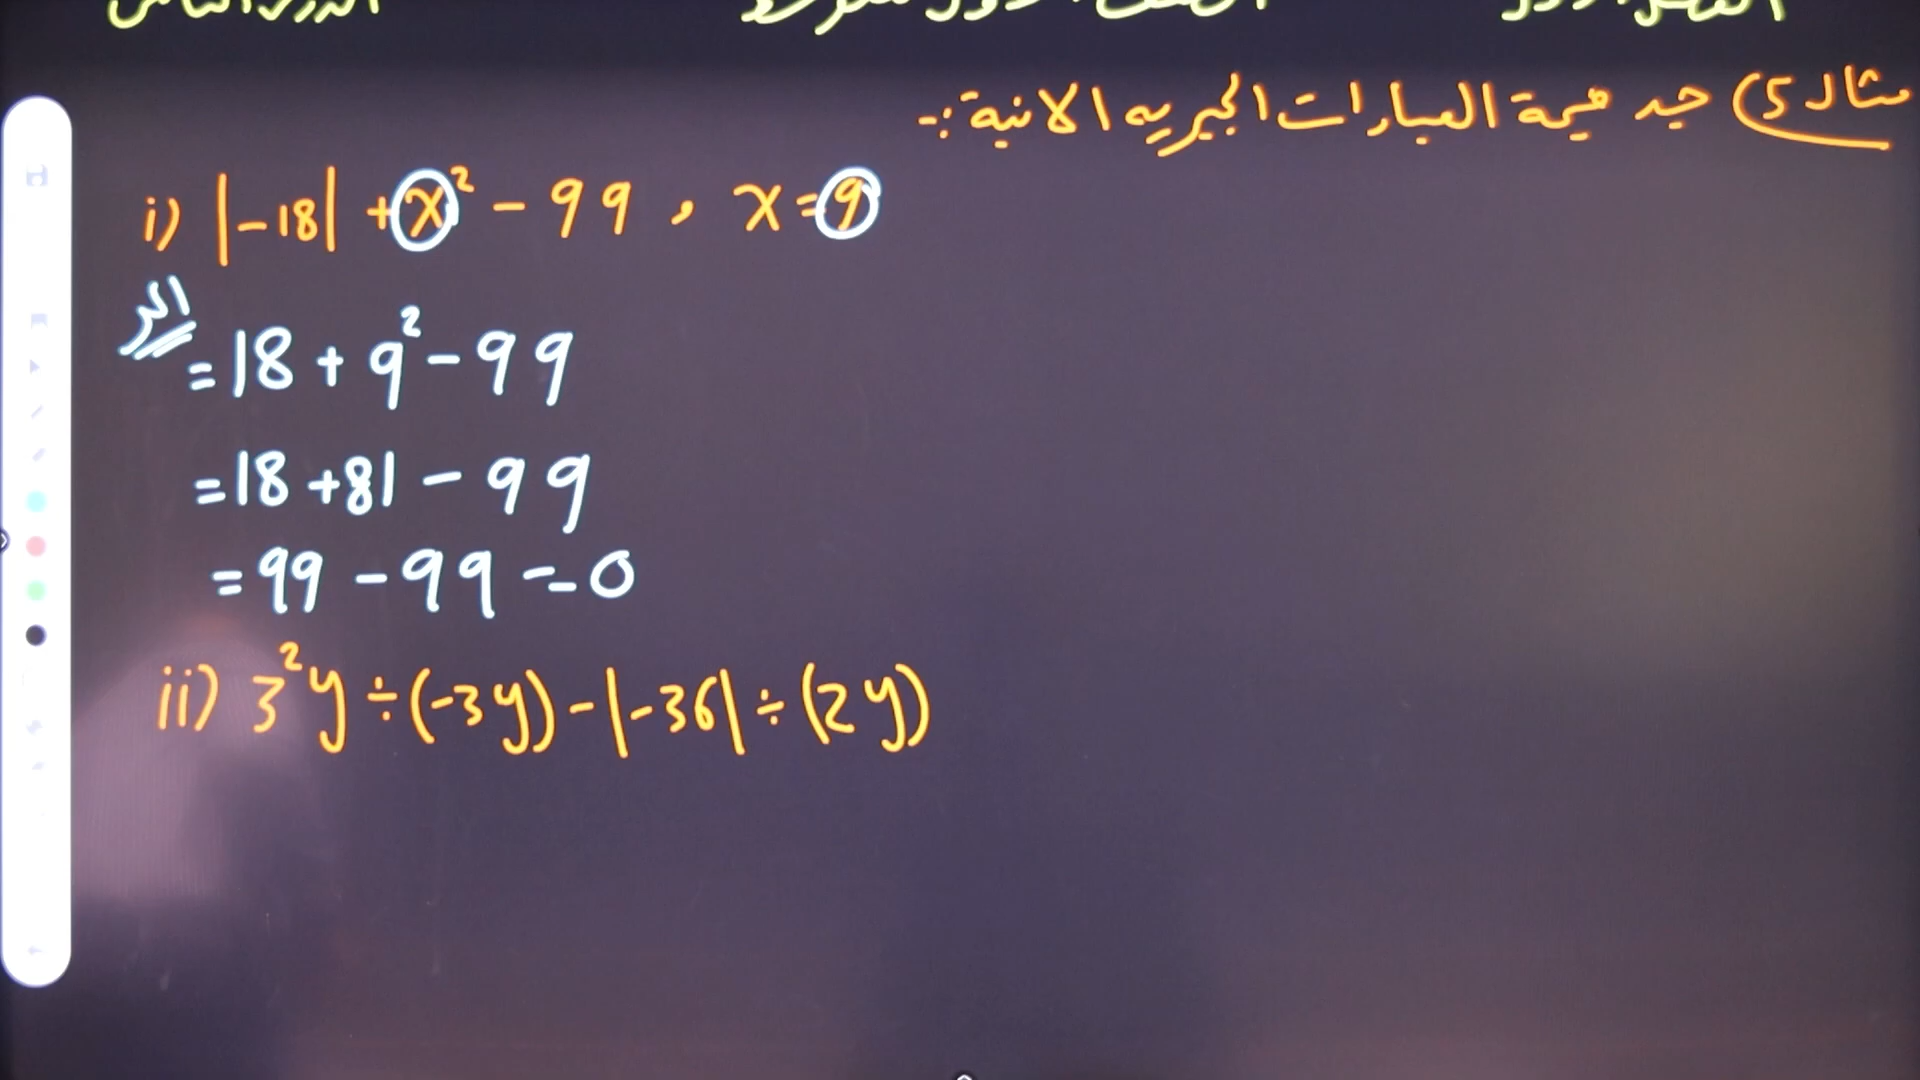 مثال 5) جد قيمة العبارات الجبريه الاتية :-
i) |-18| + x² - 99 , x = 9
الحل
= 18 + 9² - 99
= 18 + 81 - 99
= 99 - 99 = 0
ii) 3²y ÷ (-3y) - |-36| ÷ (2y)